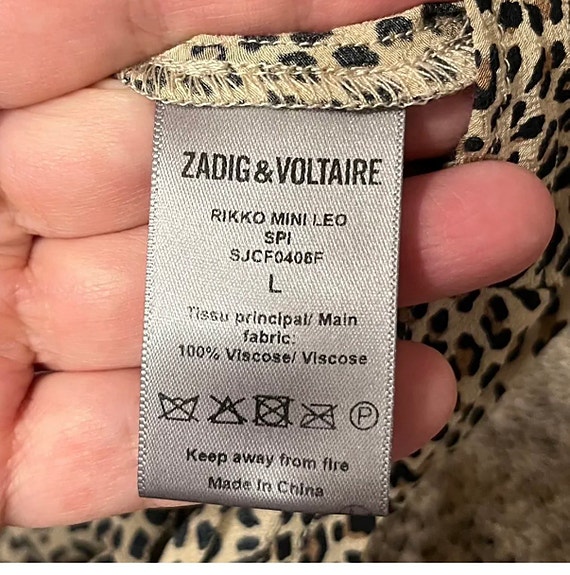 ZADIG & VOLTAIRE
RIKKO MINI LEO
SPI
SJCF0406F
L
Tissu principal/ Main
fabric:
100% Viscose/ Viscose
P
Keep away from fire
Made in China